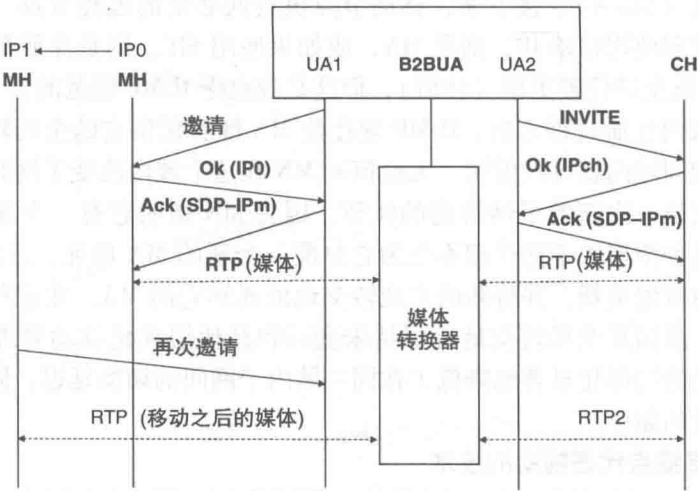 IP1 IP0 UA1 B2BUA UA2
MH MH CH
邀请 INVITE
Ok (IP0) Ok (IPch)
Ack (SDP–IPm) Ack (SDP–IPm)
RTP (媒体) RTP (媒体)
媒体
转换器
再次邀请
RTP (移动之后的媒体) RTP2